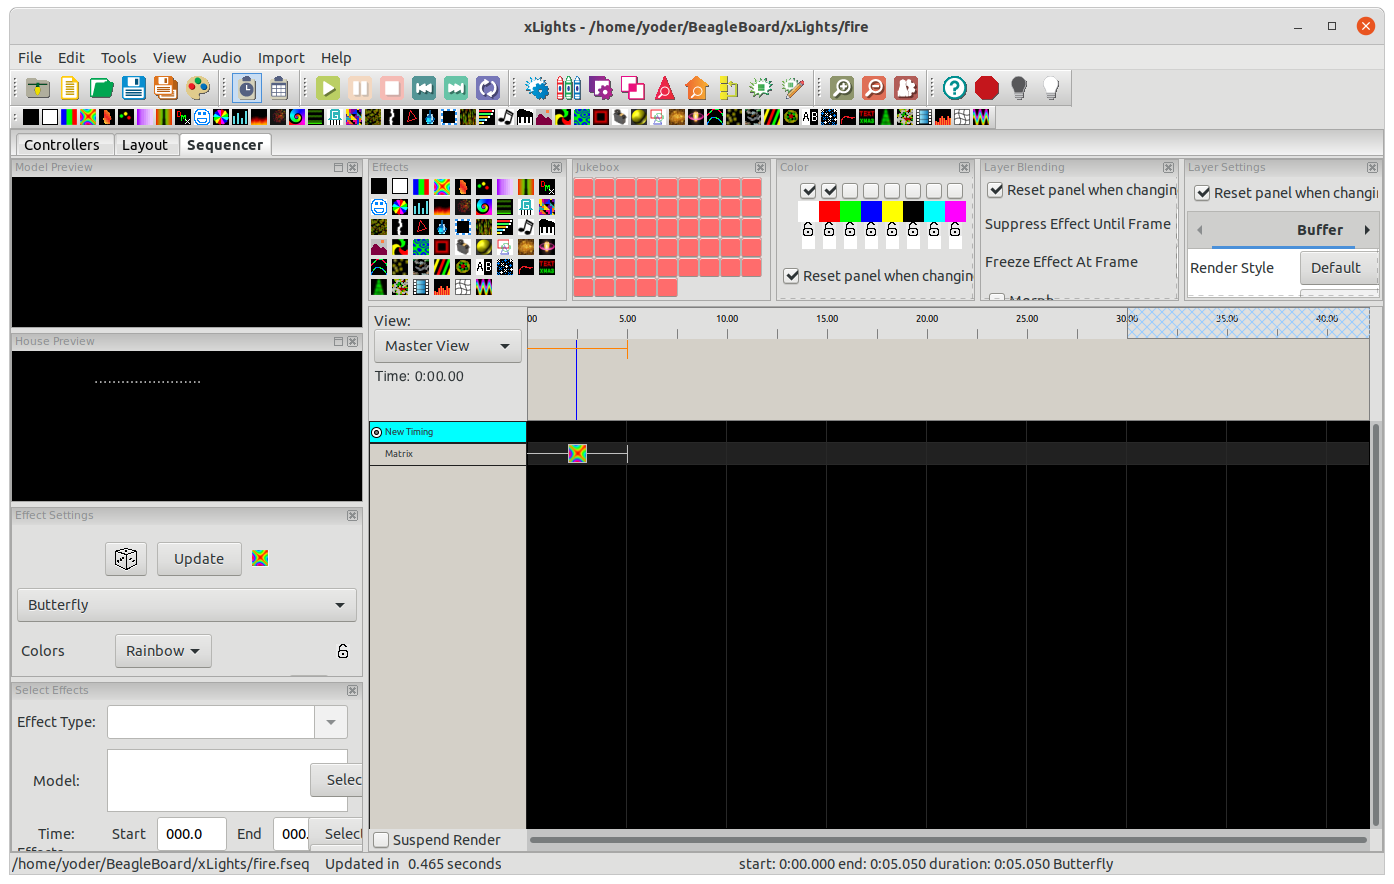 xLights - /home/yoder/BeagleBoard/xLights/fire
File Edit Tools View Audio Import Help
Controllers Layout Sequencer
Model Preview
Effects
Jukebox
Color
Layer Blending
Layer Settings
Reset panel when changin
Suppress Effect Until Frame
Freeze Effect At Frame
Morph
Reset panel when changin
Reset panel when changin
Buffer
Render Style Default
House Preview
View:
Master View
Time: 0:00.00
00 5.00 10.00 15.00 20.00 25.00 30.00 35.00 40.00
New Timing
Matrix
Effect Settings
Update
Butterfly
Colors Rainbow
Select Effects
Effect Type:
Model: Selec
Time: Start 000.0 End 000. Select
Effects
Suspend Render
/home/yoder/BeagleBoard/xLights/fire.fseq Updated in 0.465 seconds start: 0:00.000 end: 0:05.050 duration: 0:05.050 Butterfly